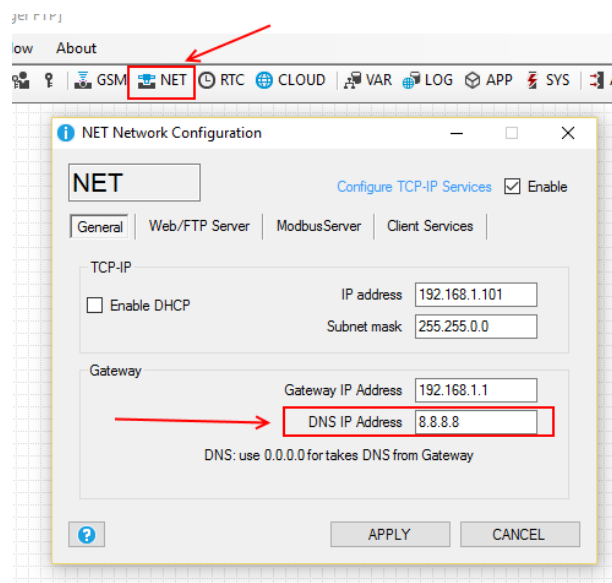 low About
GSM NET RTC CLOUD VAR LOG APP SYS
NET Network Configuration
NET
Configure TCP-IP Services Enable
General Web/FTP Server ModbusServer Client Services
TCP-IP
Enable DHCP
IP address 192.168.1.101
Subnet mask 255.255.0.0
Gateway
Gateway IP Address 192.168.1.1
DNS IP Address 8.8.8.8
DNS: use 0.0.0.0 for takes DNS from Gateway
APPLY CANCEL